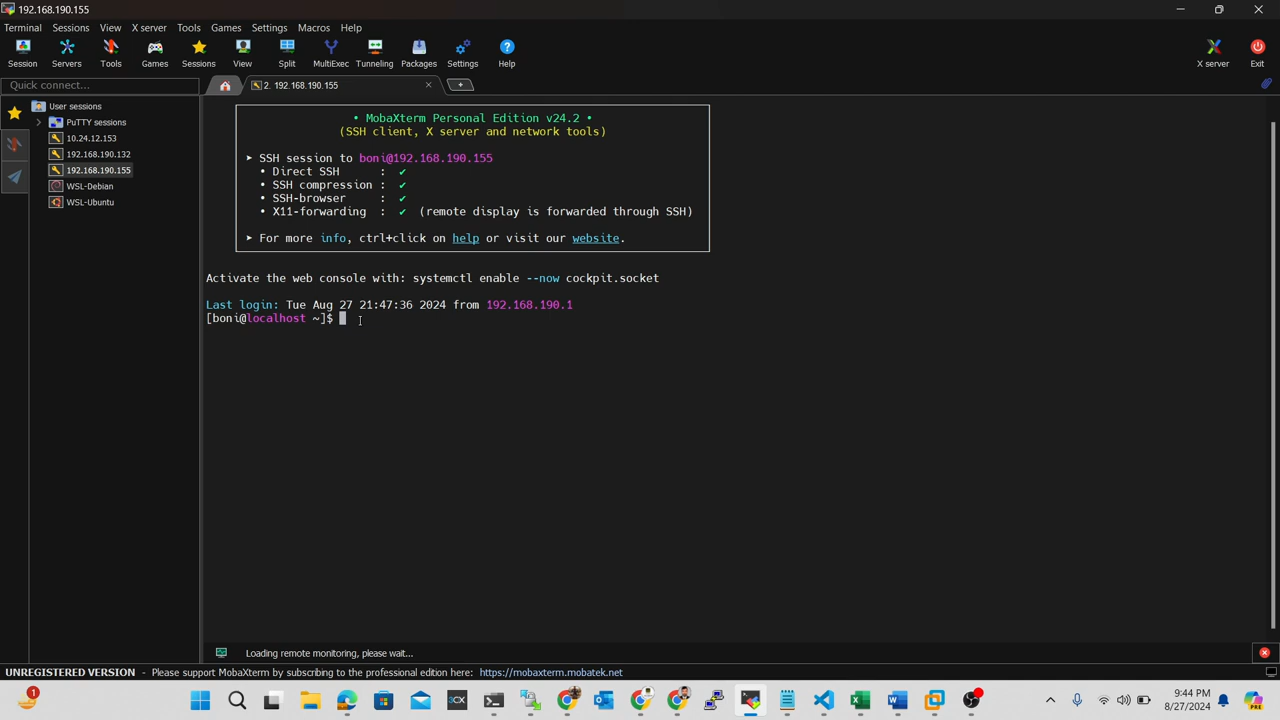 192.168.190.155
Terminal Sessions View X server Tools Games Settings Macros Help
Session Servers Tools Games Sessions View Split MultiExec Tunneling Packages Settings Help X server Exit
Quick connect...
2. 192.168.190.155
User sessions
PuTTY sessions
10.24.12.153
192.168.190.132
192.168.190.155
WSL-Debian
WSL-Ubuntu
• MobaXterm Personal Edition v24.2 •
(SSH client, X server and network tools)
➤ SSH session to boni@192.168.190.155
• Direct SSH : ✔
• SSH compression : ✔
• SSH-browser : ✔
• X11-forwarding : ✔ (remote display is forwarded through SSH)
➤ For more info, ctrl+click on help or visit our website.
Activate the web console with: systemctl enable --now cockpit.socket
Last login: Tue Aug 27 21:47:36 2024 from 192.168.190.1
[boni@localhost ~]$
Loading remote monitoring, please wait...
UNREGISTERED VERSION - Please support MobaXterm by subscribing to the professional edition here: https://mobaxterm.mobatek.net
1
3CX
9:44 PM
8/27/2024
PRE